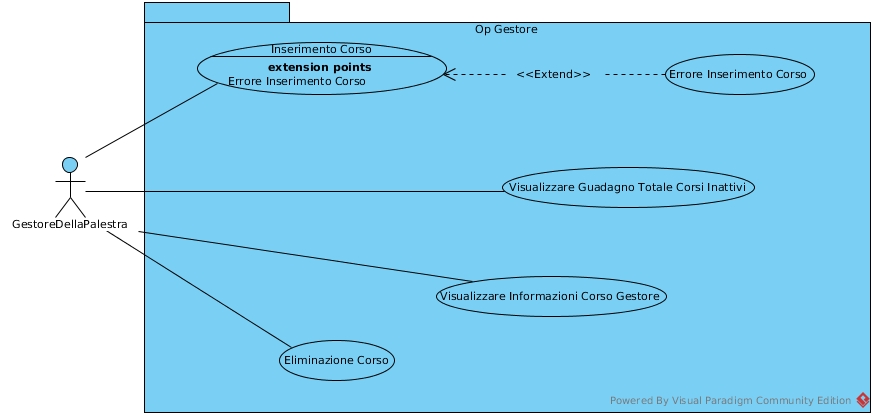 Op Gestore
Inserimento Corso
extension points
Errore Inserimento Corso
<<Extend>>
Errore Inserimento Corso
Visualizzare Guadagno Totale Corsi Inattivi
GestoreDellaPalestra
Visualizzare Informazioni Corso Gestore
Eliminazione Corso
Powered By Visual Paradigm Community Edition